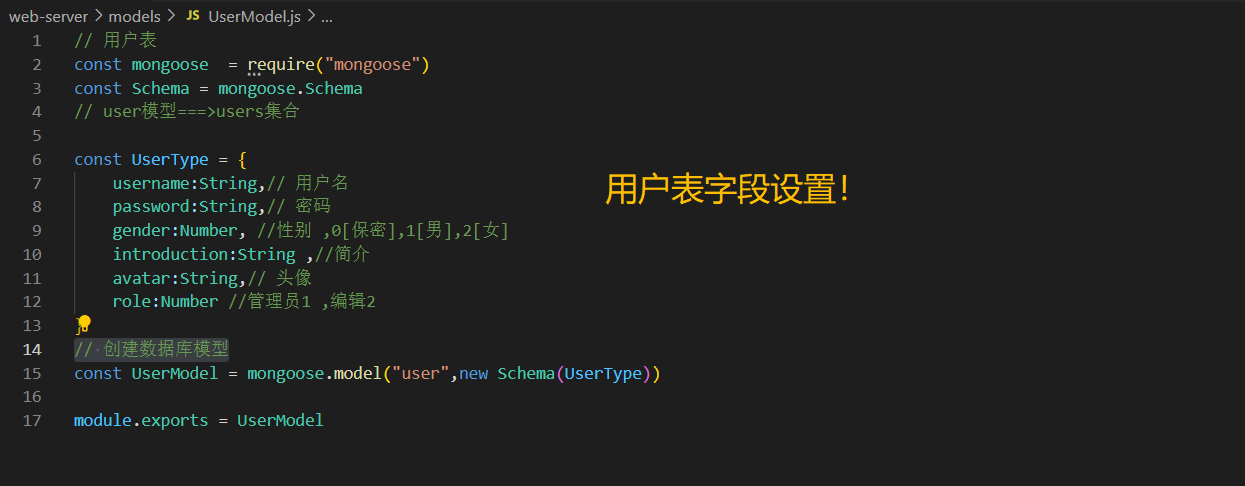 web-server > models > JS UserModel.js > ...
1 // 用户表
2 const mongoose  = require("mongoose")
3 const Schema = mongoose.Schema
4 // user模型===>users集合
5
6 const UserType = {
7     username:String,// 用户名
用户表字段设置!
8     password:String,// 密码
9     gender:Number, //性别 ,0[保密],1[男],2[女]
10     introduction:String ,//简介
11     avatar:String,// 头像
12     role:Number //管理员1 ,编辑2
13 }
14 // 创建数据库模型
15 const UserModel = mongoose.model("user",new Schema(UserType))
16
17 module.exports = UserModel